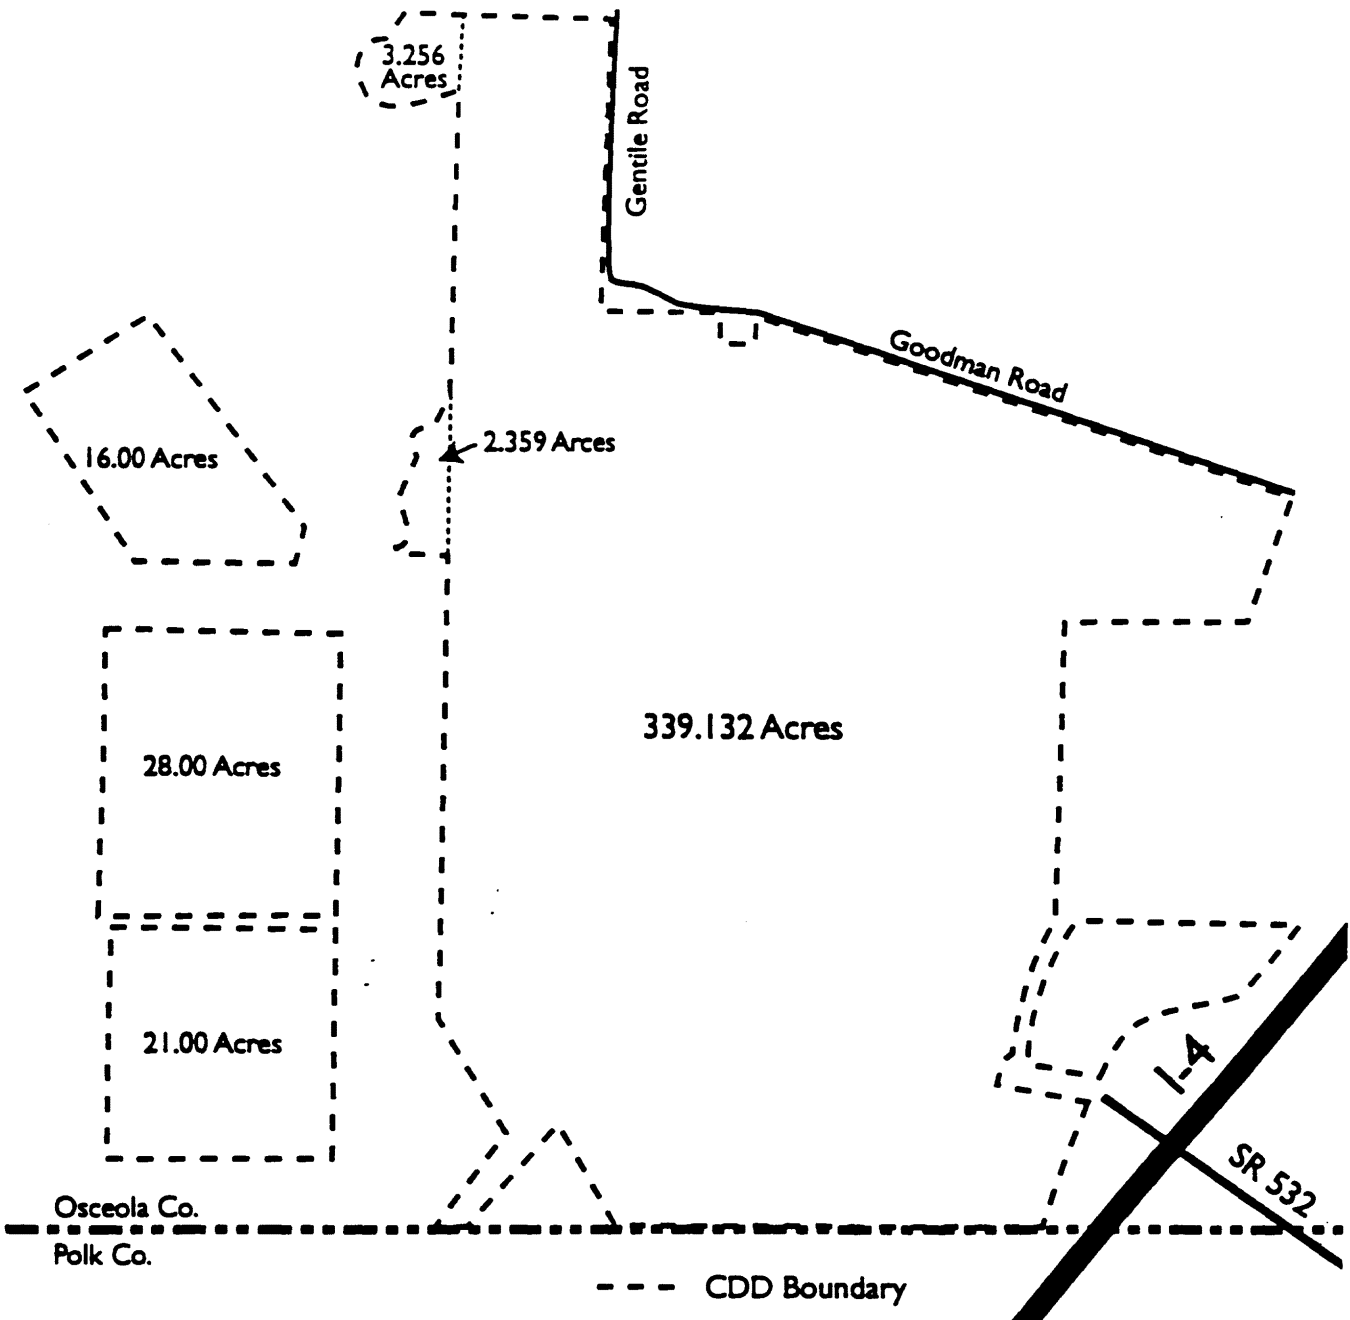 3.256
Acres
Gentile Road
Goodman Road
2.359 Arces
16.00 Acres
339.132 Acres
28.00 Acres
21.00 Acres
I-4
SR 532
Osceola Co.
Polk Co.
CDD Boundary